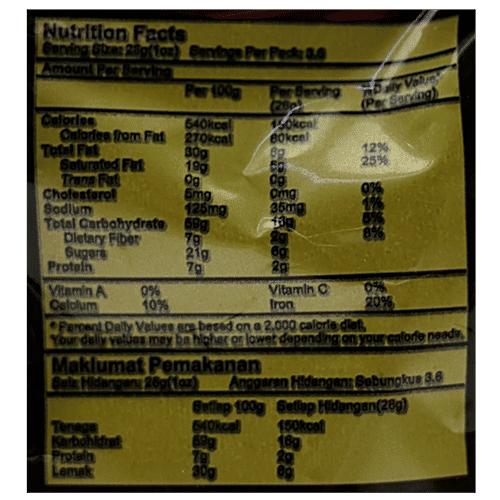 Nutrition Facts
Serving Size: 28g(1oz) Servings Per Pack: 3.6
Amount Per Serving
Per 100g Per Serving Daily Value*
(28g) (Per Serving)
Calories 540kcal 150kcal
Calories from Fat 270kcal 80kcal
Total Fat 30g 8g 12%
Saturated Fat 19g 5g 25%
Trans Fat 0g 0g
Cholesterol 5mg 0mg 0%
Sodium 125mg 35mg 1%
Total Carbohydrate 59g 5%
Dietary Fiber 7g 2g 8%
Sugars 21g 6g
Protein 7g 2g
Vitamin A 0% Vitamin C 0%
Calcium 10% Iron 20%
* Percent Daily Values are based on a 2,000 calorie diet.
Your daily values may be higher or lower depending on your calorie needs.
Maklumat Pemakanan
Saiz Hidangan: 28g(1oz) Anggaran Hidangan: Sebungkus 3.6
Setiap 100g Setiap Hidangan(28g)
Tenaga 540kcal 150kcal
Karbohidrat 59g 16g
Protein 7g 2g
Lemak 30g 8g